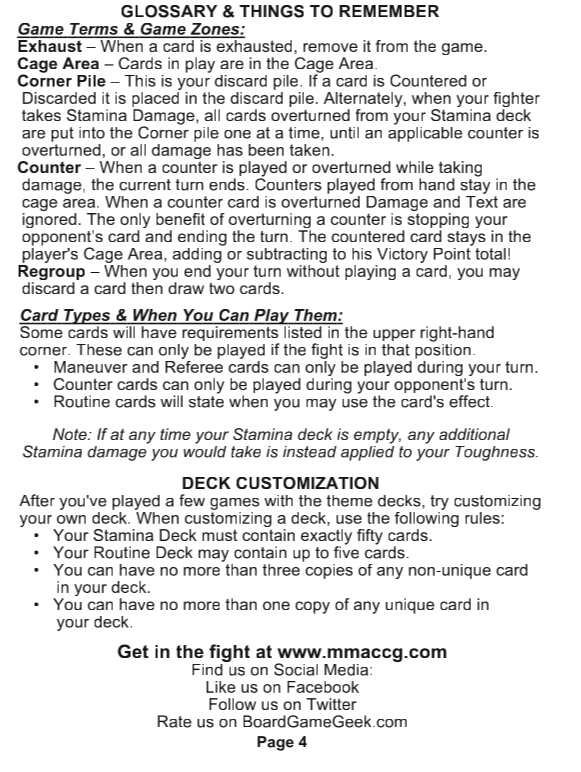 GLOSSARY & THINGS TO REMEMBER
Game Terms & Game Zones:
Exhaust – When a card is exhausted, remove it from the game.
Cage Area – Cards in play are in the Cage Area.
Corner Pile – This is your discard pile. If a card is Countered or
Discarded it is placed in the discard pile. Alternately, when your fighter
takes Stamina Damage, all cards overturned from your Stamina deck
are put into the Corner pile one at a time, until an applicable counter is
overturned, or all damage has been taken.
Counter – When a counter is played or overturned while taking
damage, the current turn ends. Counters played from hand stay in the
cage area. When a counter card is overturned Damage and Text are
ignored. The only benefit of overturning a counter is stopping your
opponent's card and ending the turn. The countered card stays in the
player's Cage Area, adding or subtracting to his Victory Point total!
Regroup – When you end your turn without playing a card, you may
discard a card then draw two cards.
Card Types & When You Can Play Them:
Some cards will have requirements listed in the upper right-hand
corner. These can only be played if the fight is in that position.
• Maneuver and Referee cards can only be played during your turn.
• Counter cards can only be played during your opponent's turn.
• Routine cards will state when you may use the card's effect.
Note: If at any time your Stamina deck is empty, any additional
Stamina damage you would take is instead applied to your Toughness.
DECK CUSTOMIZATION
After you've played a few games with the theme decks, try customizing
your own deck. When customizing a deck, use the following rules:
• Your Stamina Deck must contain exactly fifty cards.
• Your Routine Deck may contain up to five cards.
• You can have no more than three copies of any non-unique card
in your deck.
• You can have no more than one copy of any unique card in
your deck.
Get in the fight at www.mmaccg.com
Find us on Social Media:
Like us on Facebook
Follow us on Twitter
Rate us on BoardGameGeek.com
Page 4